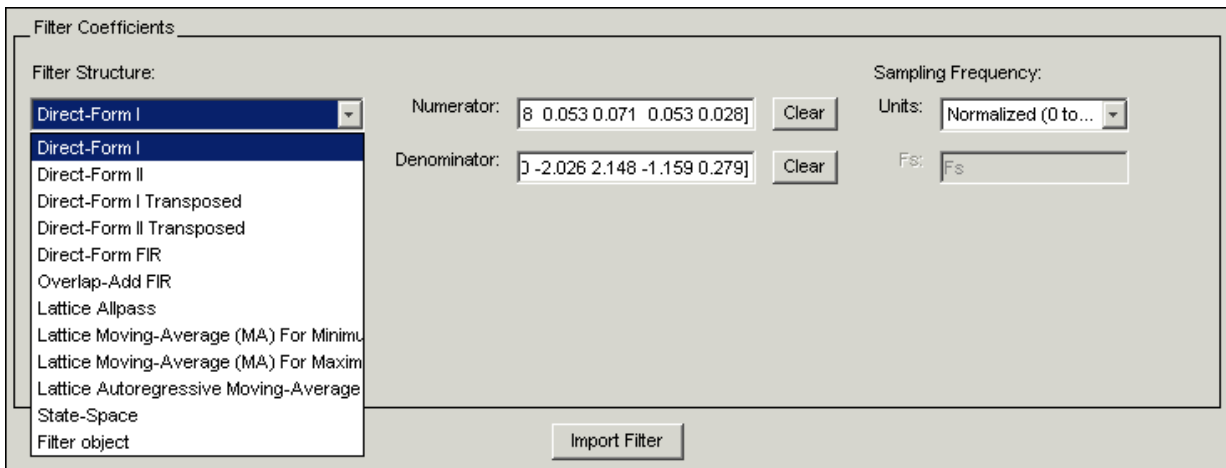 Filter Coefficients
Filter Structure:
Sampling Frequency:
Direct-Form I
Numerator:
8 0.053 0.071 0.053 0.028]
Clear
Units:
Normalized (0 to...
Direct-Form I
Direct-Form II
Denominator:
-2.026 2.148 -1.159 0.279]
Clear
Fs:
Fs
Direct-Form I Transposed
Direct-Form II Transposed
Direct-Form FIR
Overlap-Add FIR
Lattice Allpass
Lattice Moving-Average (MA) For Minimu
Lattice Moving-Average (MA) For Maxim
Lattice Autoregressive Moving-Average
State-Space
Filter object
Import Filter